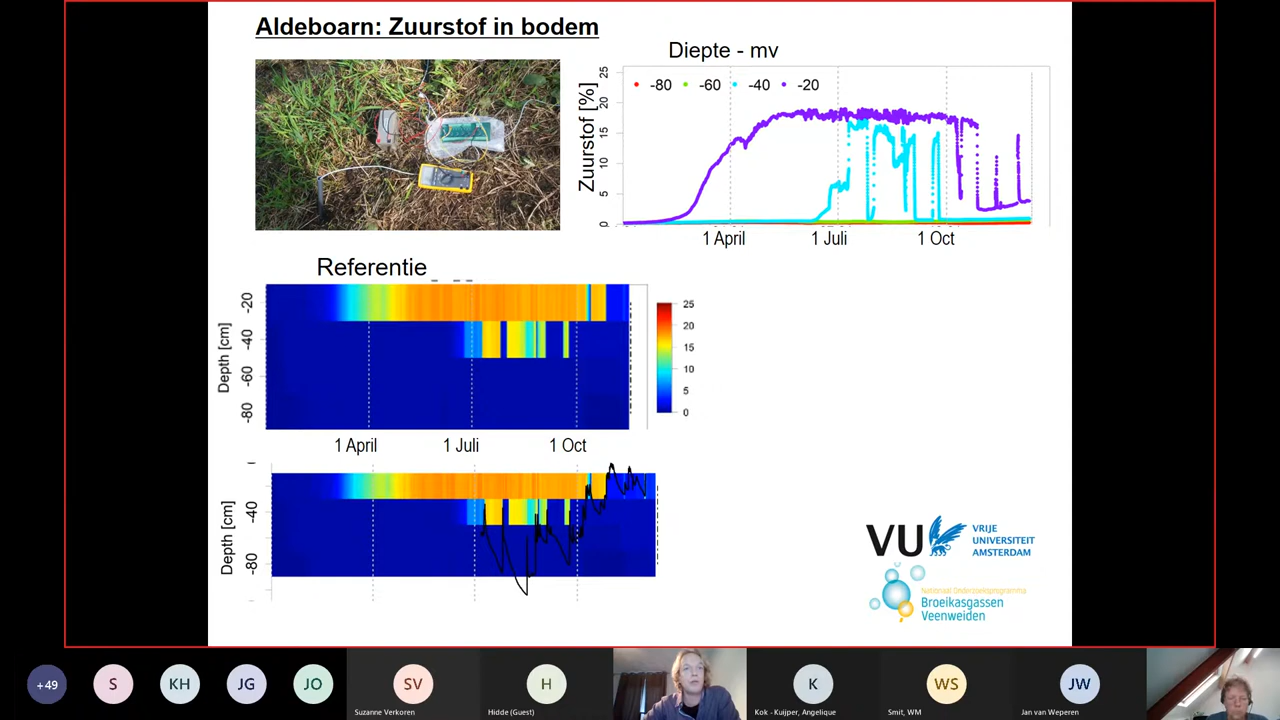 Aldeboarn: Zuurstof in bodem
Diepte - mv
-80 -60 -40 -20
Zuurstof [%]
25
20
15
10
5
0
1 April 1 Juli 1 Oct
Referentie
Depth [cm]
-20
-40
-60
-80
25
20
15
10
5
0
1 April 1 Juli 1 Oct
Depth [cm]
-40
-80
VU VRIJE
UNIVERSITEIT
AMSTERDAM
Nationaal Onderzoeksprogramma
Broeikasgassen
Veenweiden
+49 S KH JG JO SV H K WS JW
Suzanne Verkoren Hidde (Guest) Kok - Kuijper, Angelique Smit, WM Jan van Weperen